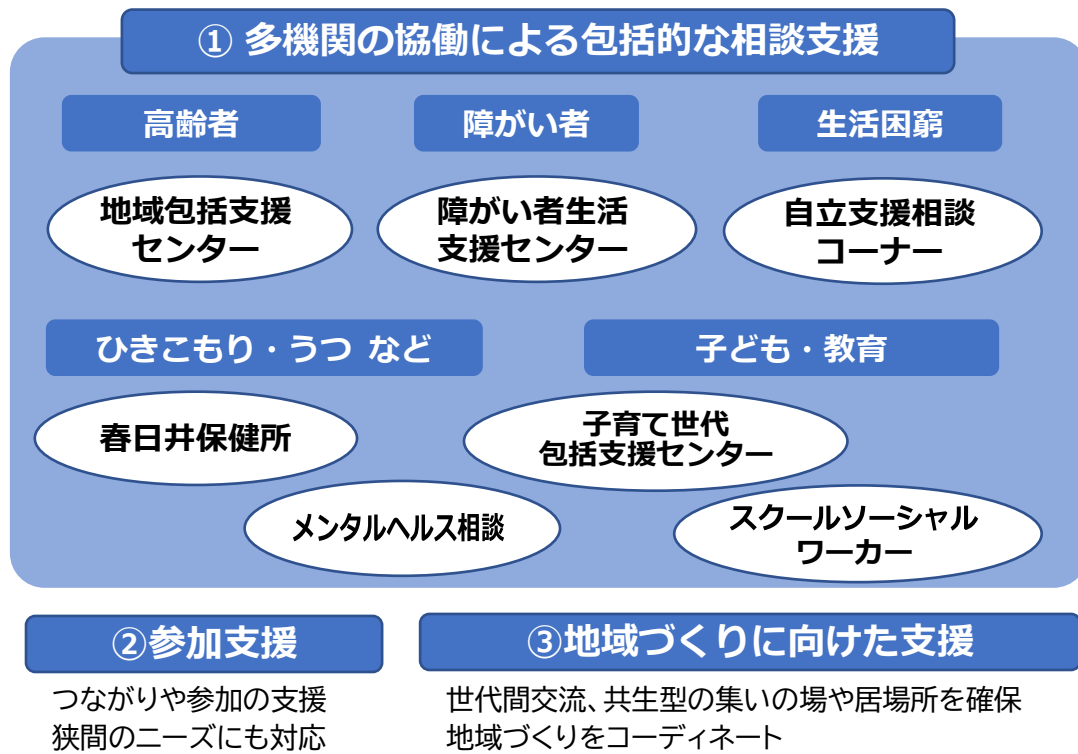 ① 多機関の協働による包括的な相談支援
高齢者
障がい者
生活困窮
地域包括支援
センター
障がい者生活
支援センター
自立支援相談
コーナー
ひきこもり・うつ など
子ども・教育
春日井保健所
子育て世代
包括支援センター
メンタルヘルス相談
スクールソーシャル
ワーカー
②参加支援
③地域づくりに向けた支援
つながりや参加の支援
狭間のニーズにも対応
世代間交流、共生型の集いの場や居場所を確保
地域づくりをコーディネート